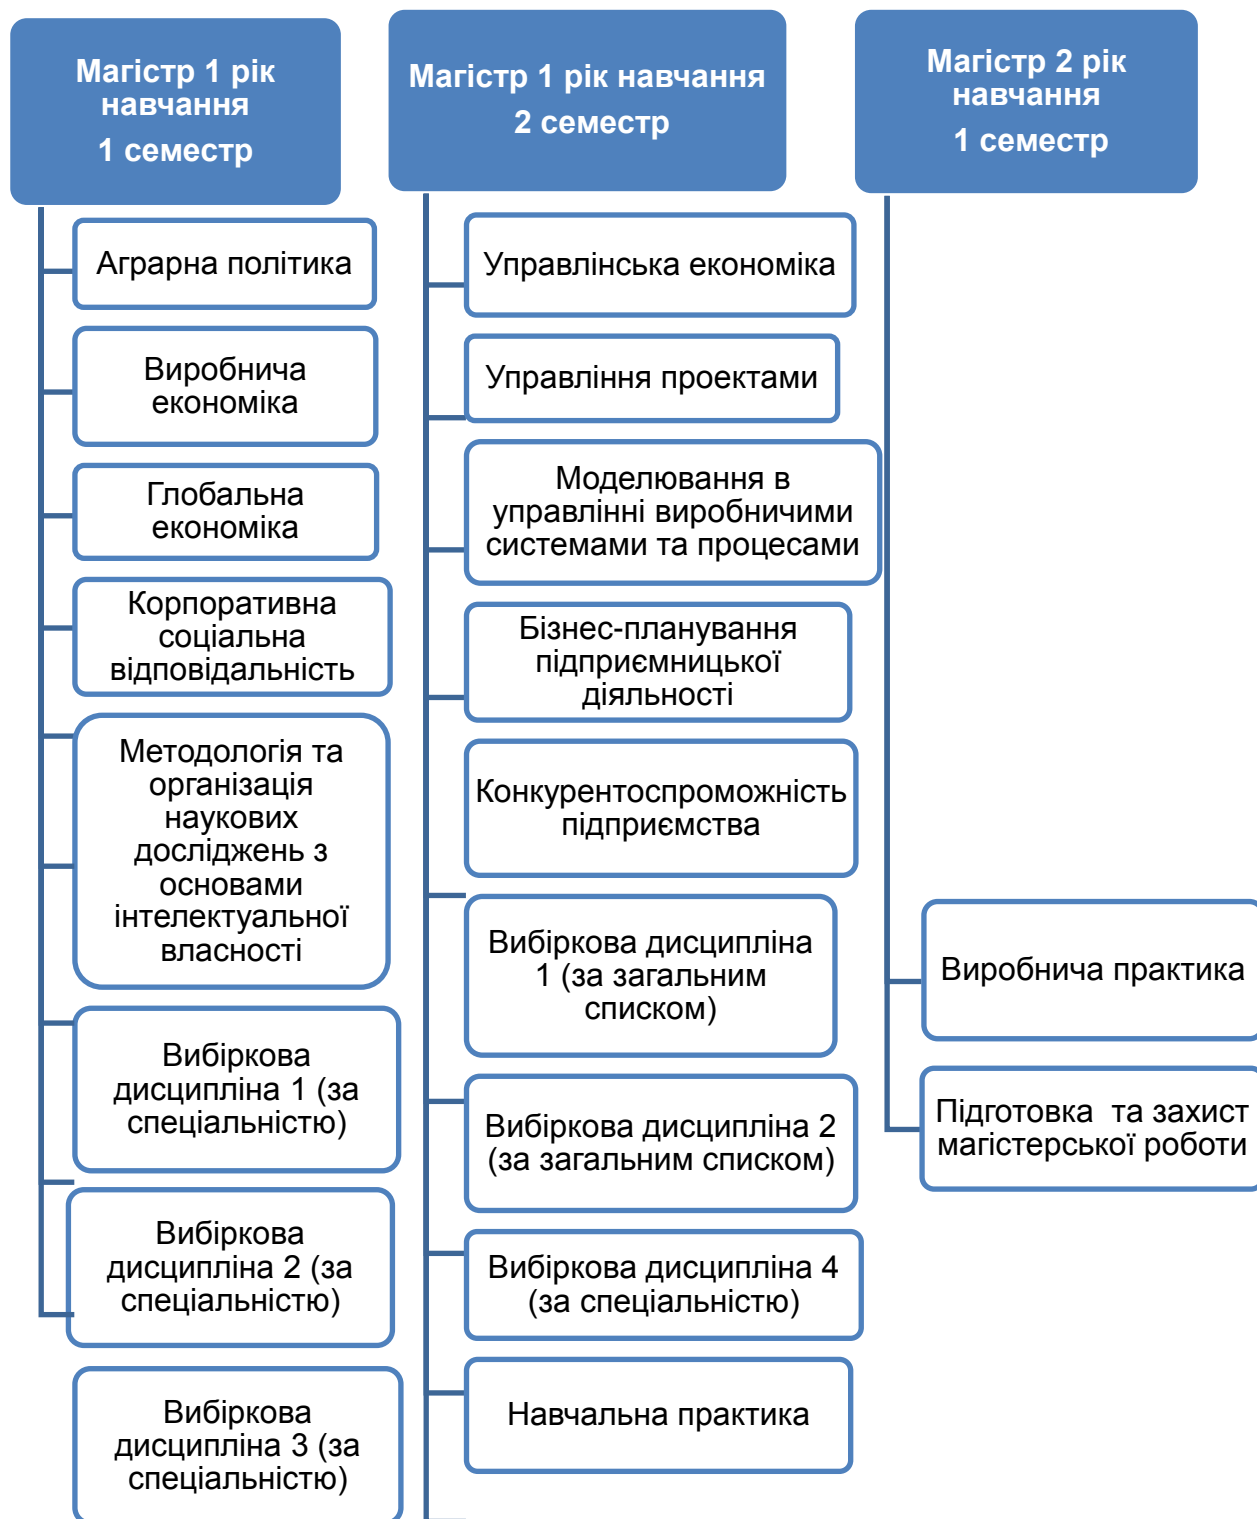 Магістр 1 рік
навчання
1 семестр
Аграрна політика
Виробнича
економіка
Глобальна
економіка
Корпоративна
соціальна
відповідальність
Методологія та
організація
наукових
досліджень з
основами
інтелектуальної
власності
Вибіркова
дисципліна 1 (за
спеціальністю)
Вибіркова
дисципліна 2 (за
спеціальністю)
Вибіркова
дисципліна 3 (за
спеціальністю)
Магістр 1 рік навчання
2 семестр
Управлінська економіка
Управління проектами
Моделювання в
управлінні виробничими
системами та процесами
Бізнес-планування
підприємницької
діяльності
Конкурентоспроможність
підприємства
Вибіркова дисципліна
1 (за загальним
списком)
Вибіркова дисципліна 2
(за загальним списком)
Вибіркова дисципліна 4
(за спеціальністю)
Навчальна практика
Магістр 2 рік
навчання
1 семестр
Виробнича практика
Підготовка та захист
магістерської роботи